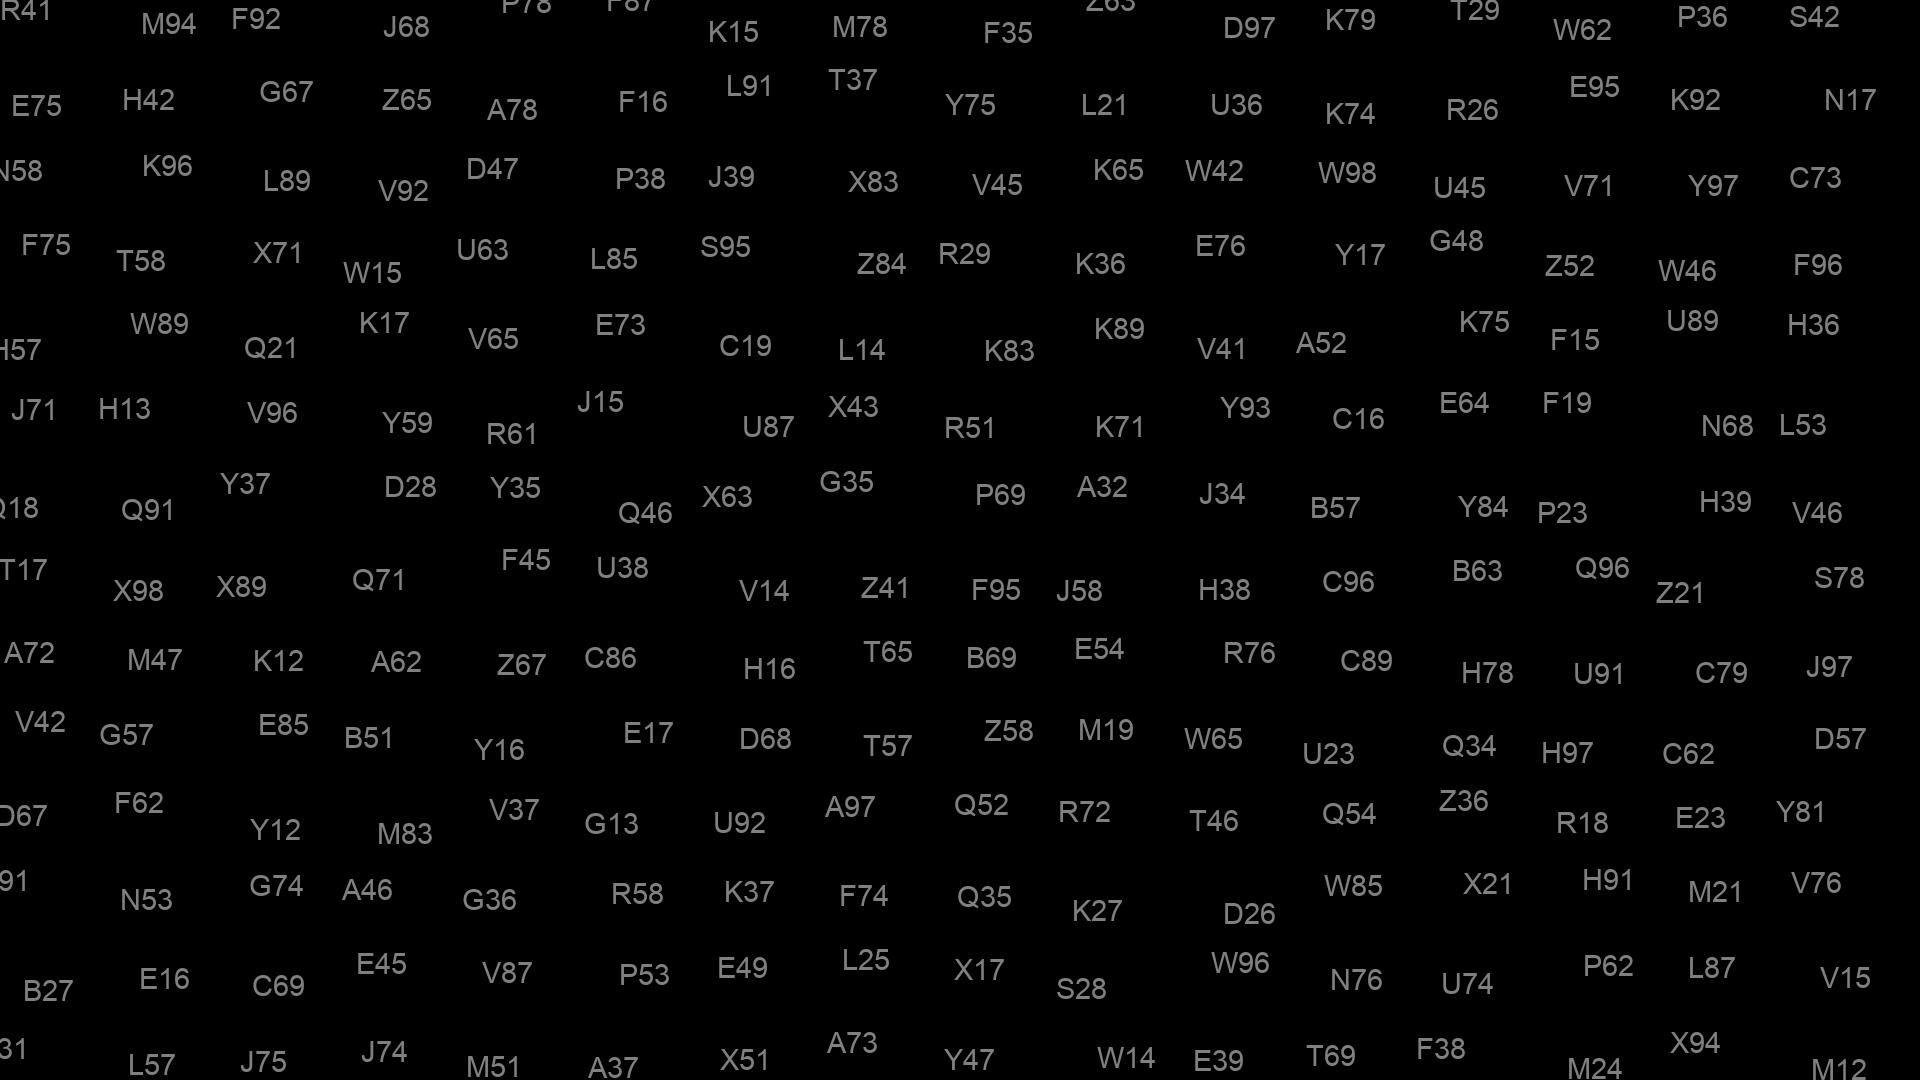 R41 M94 F92 J68 P78 F87 K15 M78 F35 Z63 D97 K79 T29 W62 P36 S42
E75 H42 G67 Z65 A78 F16 L91 T37 Y75 L21 U36 K74 R26 E95 K92 N17
N58 K96 L89 V92 D47 P38 J39 X83 V45 K65 W42 W98 U45 V71 Y97 C73
F75 T58 X71 W15 U63 L85 S95 Z84 R29 K36 E76 Y17 G48 Z52 W46 F96
H57 W89 Q21 K17 V65 E73 C19 L14 K83 K89 V41 A52 K75 F15 U89 H36
J71 H13 V96 Y59 R61 J15 U87 X43 R51 K71 Y93 C16 E64 F19 N68 L53
Q18 Q91 Y37 D28 Y35 Q46 X63 G35 P69 A32 J34 B57 Y84 P23 H39 V46
T17 X98 X89 Q71 F45 U38 V14 Z41 F95 J58 H38 C96 B63 Q96 Z21 S78
A72 M47 K12 A62 Z67 C86 H16 T65 B69 E54 R76 C89 H78 U91 C79 J97
V42 G57 E85 B51 Y16 E17 D68 T57 Z58 M19 W65 U23 Q34 H97 C62 D57
D67 F62 Y12 M83 V37 G13 U92 A97 Q52 R72 T46 Q54 Z36 R18 E23 Y81
91 N53 G74 A46 G36 R58 K37 F74 Q35 K27 D26 W85 X21 H91 M21 V76
B27 E16 C69 E45 V87 P53 E49 L25 X17 S28 W96 N76 U74 P62 L87 V15
31 L57 J75 J74 M51 A37 X51 A73 Y47 W14 E39 T69 F38 M24 X94 M12